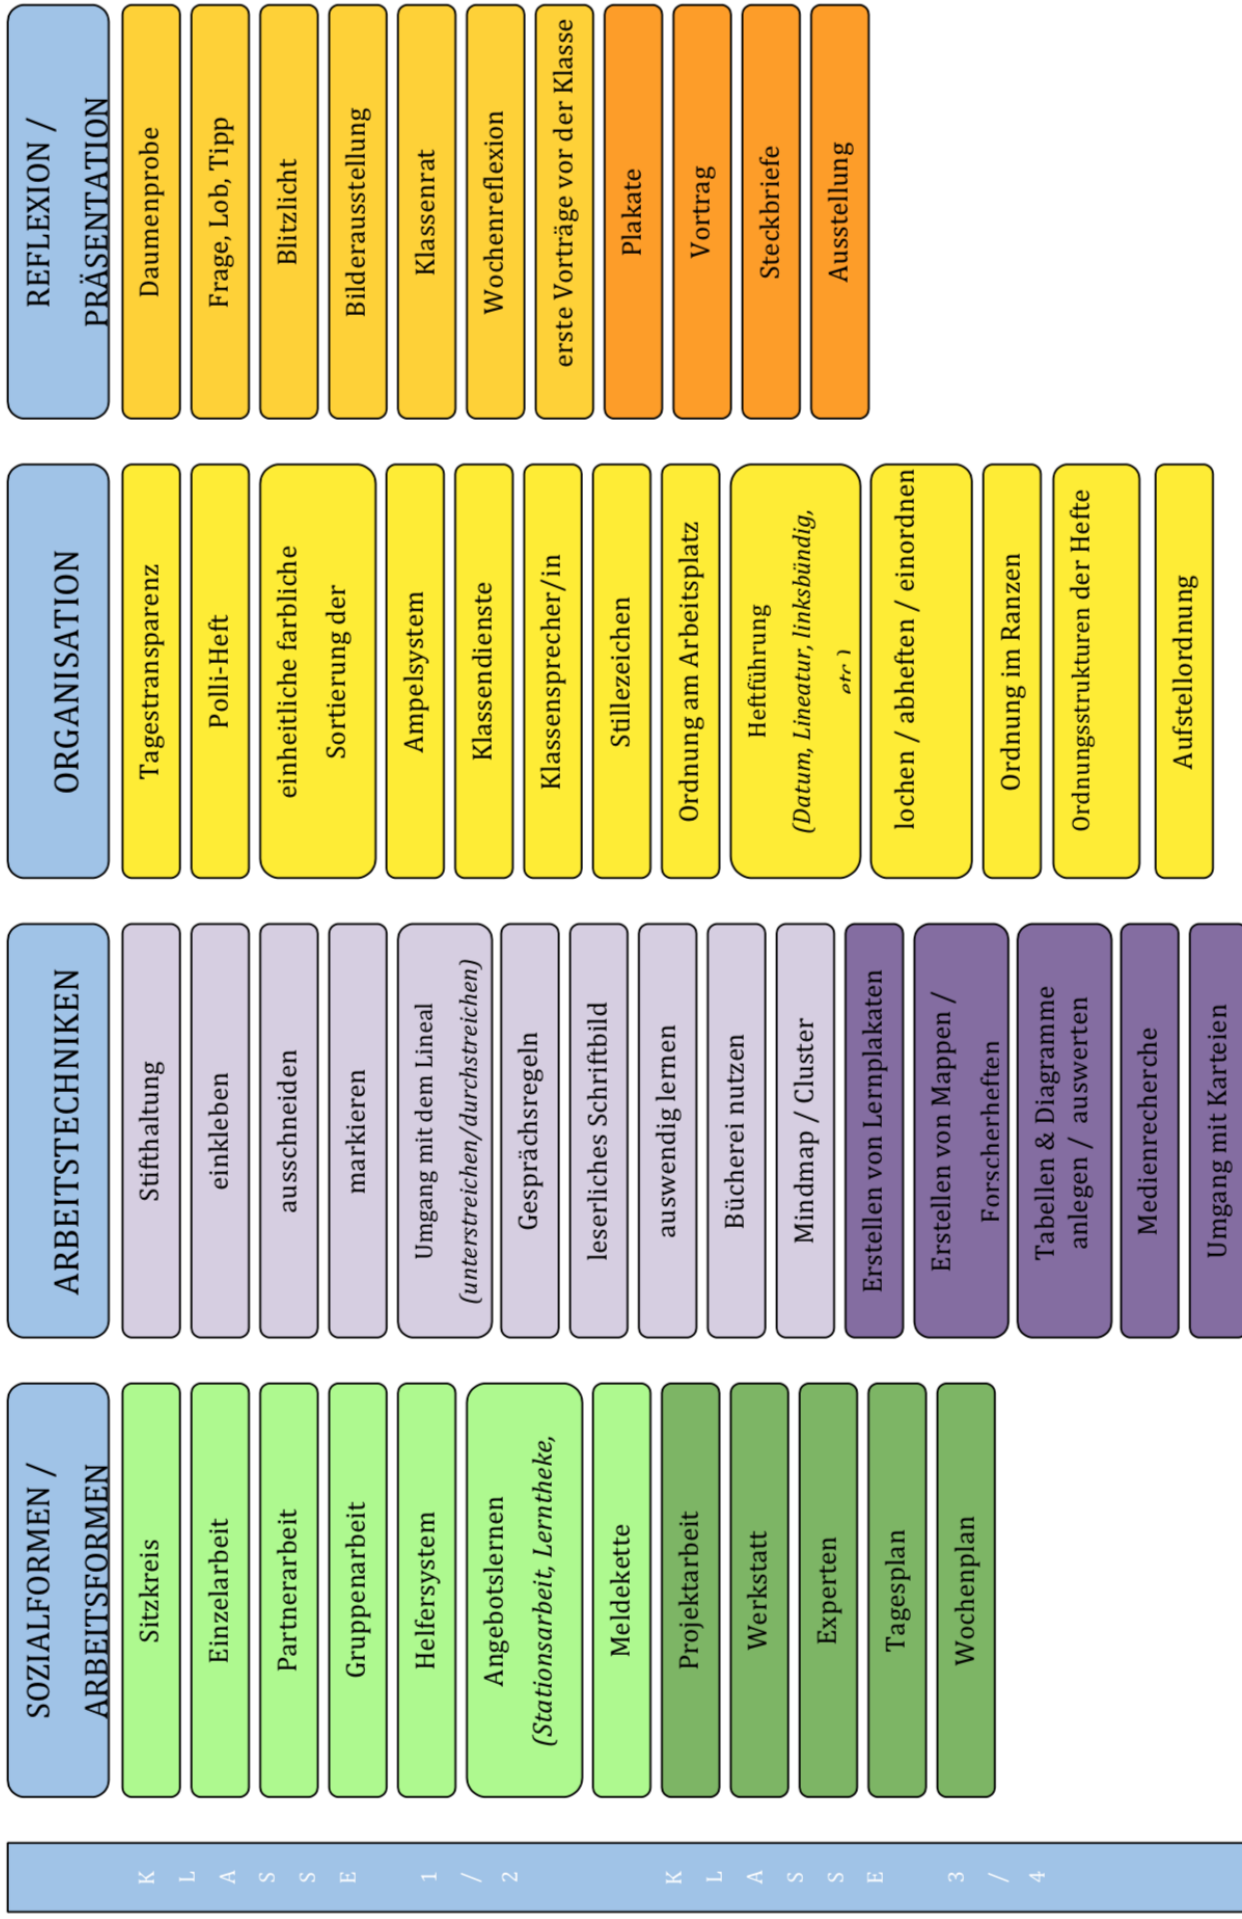 KLASSE 1/2
KLASSE 3/4
SOZIALFORMEN /
ARBEITSFORMEN
Sitzkreis
Einzelarbeit
Partnerarbeit
Gruppenarbeit
Helfersystem
Angebotslernen
(Stationsarbeit, Lerntheke,
Meldekette
Projektarbeit
Werkstatt
Experten
Tagesplan
Wochenplan
ARBEITSTECHNIKEN
Stifthaltung
einkleben
ausschneiden
markieren
Umgang mit dem Lineal
(unterstreichen/durchstreichen)
Gesprächsregeln
leserliches Schriftbild
auswendig lernen
Bücherei nutzen
Mindmap / Cluster
Erstellen von Lernplakaten
Erstellen von Mappen /
Forscherheften
Tabellen & Diagramme
anlegen / auswerten
Medienrecherche
Umgang mit Karteien
ORGANISATION
Tagestransparenz
Polli-Heft
einheitliche farbliche
Sortierung der
Ampelsystem
Klassendienste
Klassensprecher/in
Stillezeichen
Ordnung am Arbeitsplatz
Heftführung
(Datum, Lineatur, linksbündig,
etc.)
lochen / abheften / einordnen
Ordnung im Ranzen
Ordnungsstrukturen der Hefte
Aufstellordnung
REFLEXION /
PRÄSENTATION
Daumenprobe
Frage, Lob, Tipp
Blitzlicht
Bilderausstellung
Klassenrat
Wochenreflexion
erste Vorträge vor der Klasse
Plakate
Vortrag
Steckbriefe
Ausstellung